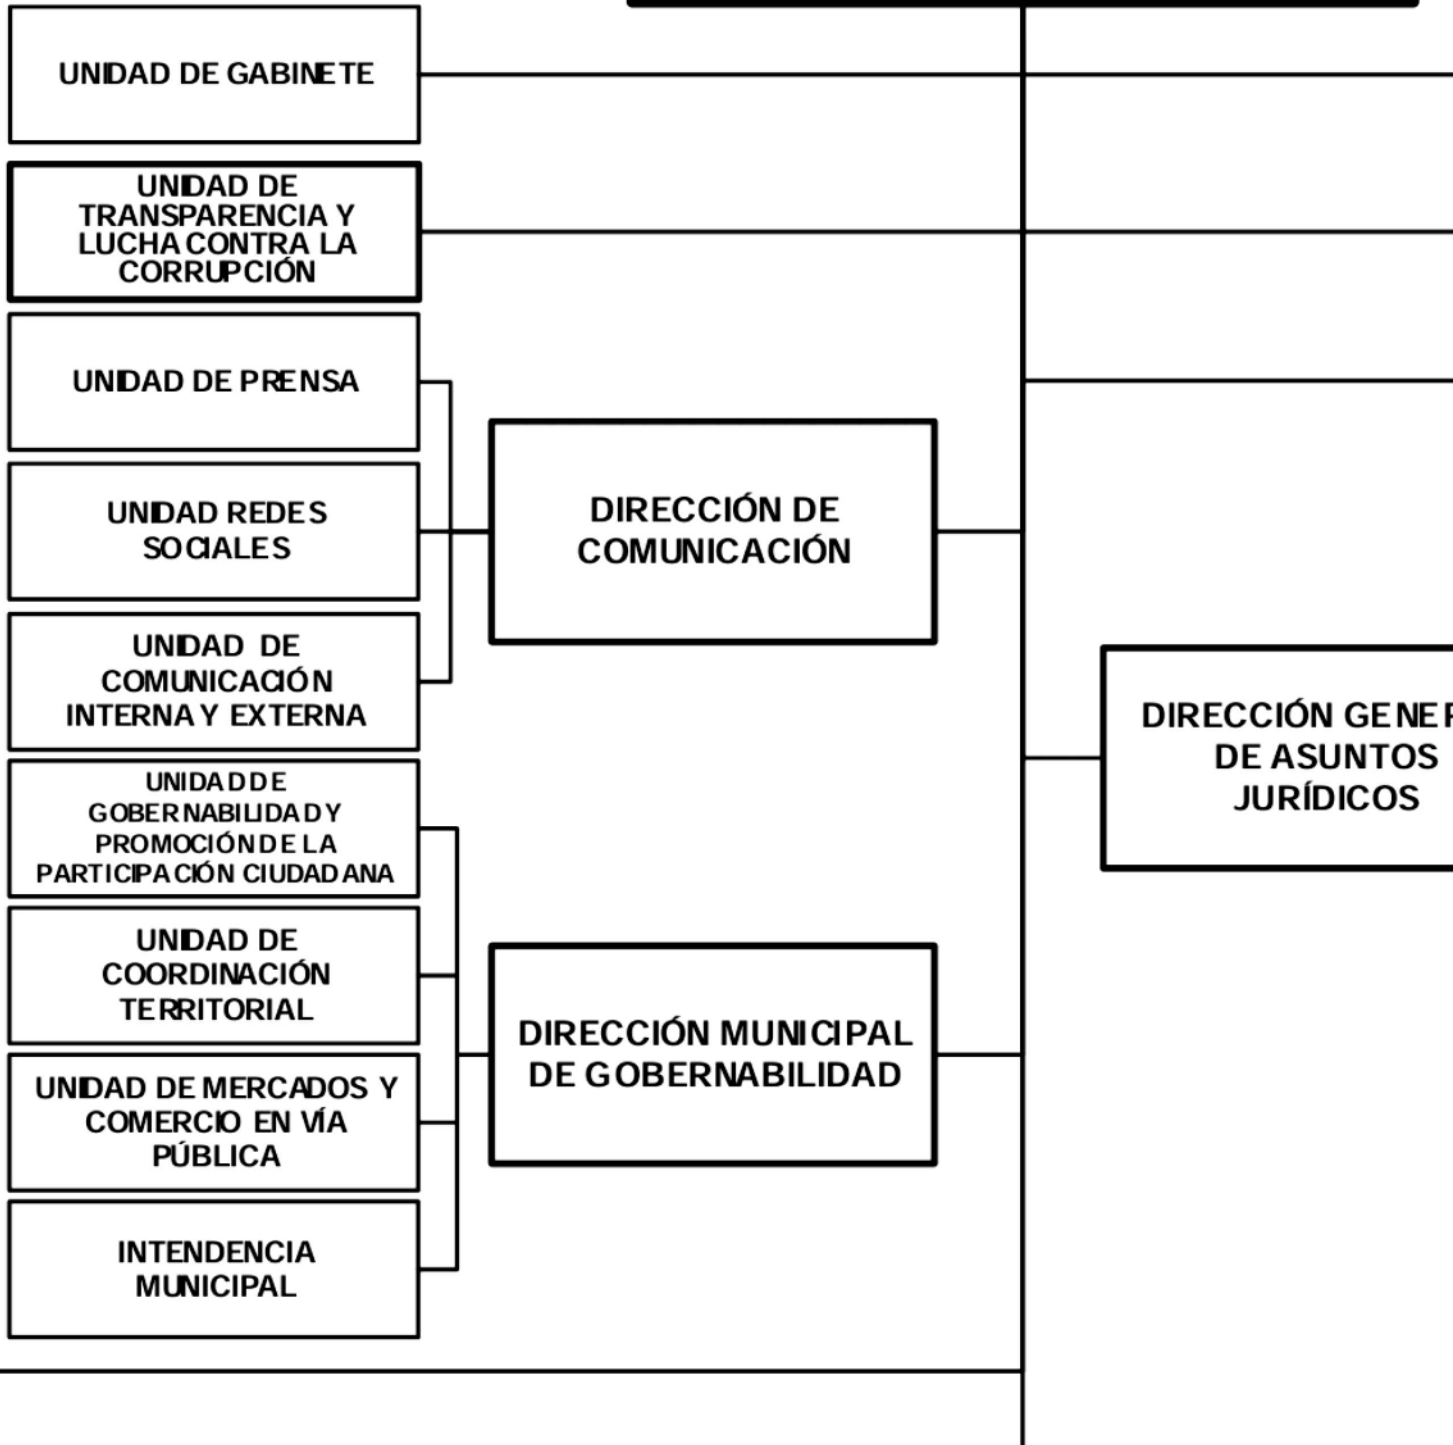 UNIDAD DE GABINETE
UNIDAD DE
TRANSPARENCIA Y
LUCHA CONTRA LA
CORRUPCIÓN
UNIDAD DE PRENSA
UNIDAD REDES
SOCIALES
UNIDAD DE
COMUNICACIÓN
INTERNA Y EXTERNA
DIRECCIÓN DE
COMUNICACIÓN
UNIDAD DE
GOBERNABILIDAD Y
PROMOCIÓN DE LA
PARTICIPACIÓN CIUDADANA
UNIDAD DE
COORDINACIÓN
TERRITORIAL
UNIDAD DE MERCADOS Y
COMERCIO EN VÍA
PÚBLICA
INTENDENCIA
MUNICIPAL
DIRECCIÓN MUNICIPAL
DE GOBERNABILIDAD
DIRECCIÓN
DE ASUNTOS
JURÍDICOS